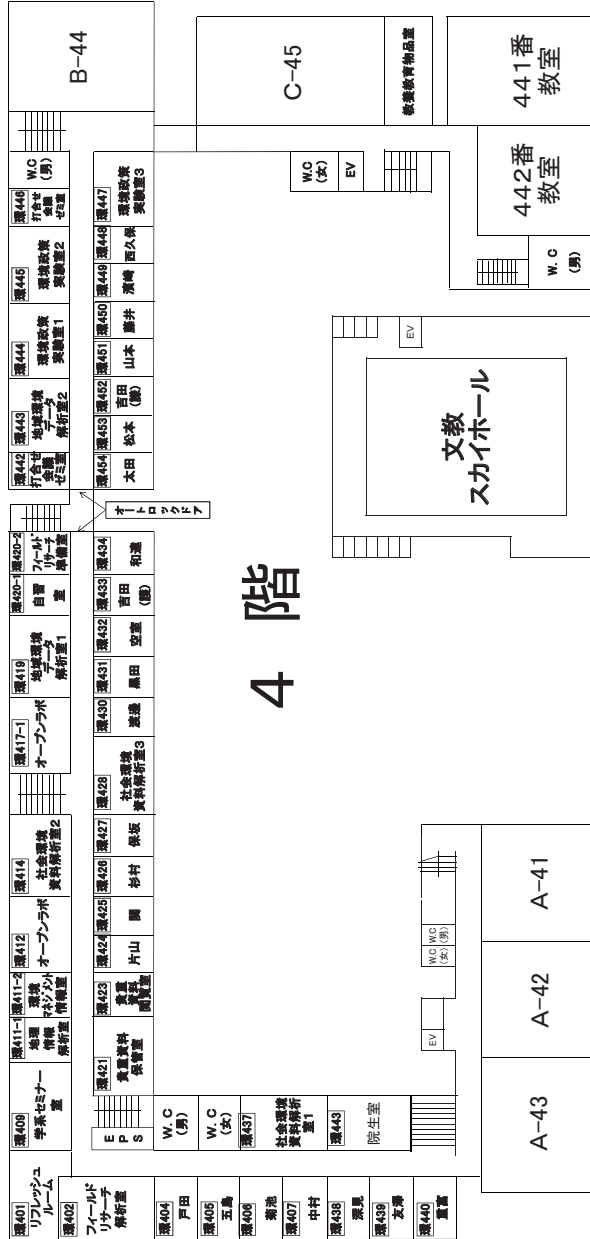 B-44
C-45
教養教育物品室
441番
教室
442番
教室
W.C
(男)
W.C
(男)
環446
打合せ
会議
ゼミ室
環445
環境政策
実験室2
環444
環境政策
実験室1
環443
地域環境
データ
解析室2
環442
打合せ
会議
ゼミ室
環447
環境政策
実験室3
環448
西久保
環449
濱崎
環450
藤井
環451
山本
環452
吉田
(謙)
環453
松本
環454
太田
W.C
(女)
EV
EV
文教
スカイホール
オートロックドア
4 階
環420-2
フィールド
リサーチ
準備室
環420-1
自習
室
環419
地域環境
データ
解析室1
環417-1
オープンラボ
環414
社会環境
資料解析室2
環412
オープンラボ
環411-2
環境
マネジメント
情報室
環411-1
地理
情報
解析室
環409
学系セミナー
室
環434
和達
環433
吉田
(護)
環432
空室
環431
黒田
環430
渡邉
環428
社会環境
資料解析室3
環427
保坂
環426
杉村
環425
関
環424
片山
環423
貴重
資料
閲覧室
環421
貴重資料
保管室
EPS
W.C
(男)
W.C
(女)
環437
社会環境
資料解析
室1
環443
院生室
W.C
(男)
W.C
(女)
EV
A-41
A-42
A-43
環401
リフレッシュ
ルーム
環402
フィールド
リサーチ
解析室
環404
戸田
環405
五島
環406
菊池
環407
中村
環438
深見
環439
友澤
環440
重富